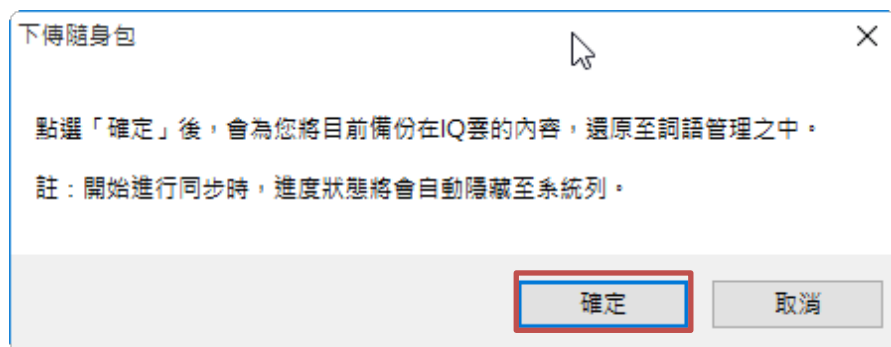 下傳隨身包
點選「確定」後，會為您將目前備份在IQ雲的內容，還原至詞語管理之中。
註：開始進行同步時，進度狀態將會自動隱藏至系統列。
確定
取消